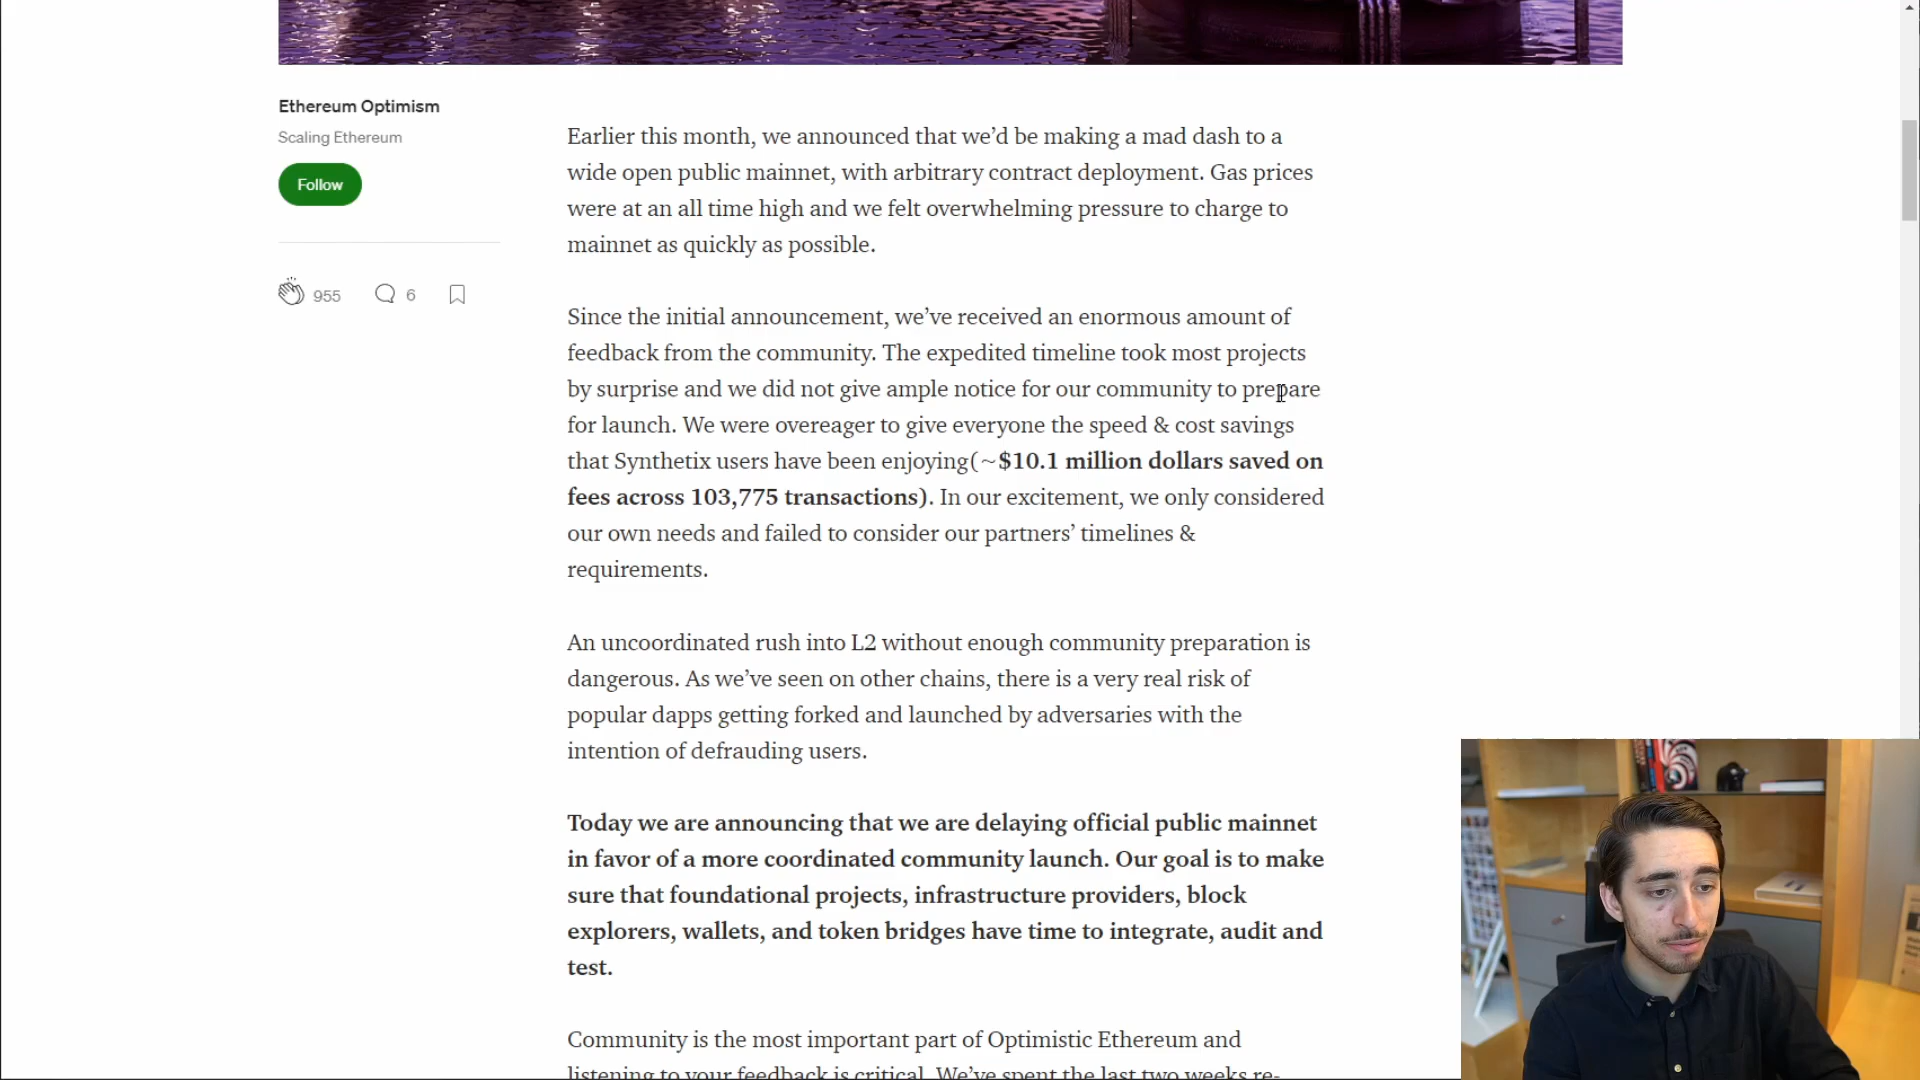 Ethereum Optimism
Scaling Ethereum
Follow
955
6
Earlier this month, we announced that we’d be making a mad dash to a
wide open public mainnet, with arbitrary contract deployment. Gas prices
were at an all time high and we felt overwhelming pressure to charge to
mainnet as quickly as possible.
Since the initial announcement, we’ve received an enormous amount of
feedback from the community. The expedited timeline took most projects
by surprise and we did not give ample notice for our community to prepare
for launch. We were overeager to give everyone the speed & cost savings
that Synthetix users have been enjoying(~$10.1 million dollars saved on
fees across 103,775 transactions). In our excitement, we only considered
our own needs and failed to consider our partners’ timelines &
requirements.
An uncoordinated rush into L2 without enough community preparation is
dangerous. As we’ve seen on other chains, there is a very real risk of
popular dapps getting forked and launched by adversaries with the
intention of defrauding users.
Today we are announcing that we are delaying official public mainnet
in favor of a more coordinated community launch. Our goal is to make
sure that foundational projects, infrastructure providers, block
explorers, wallets, and token bridges have time to integrate, audit and
test.
Community is the most important part of Optimistic Ethereum and
listening to your feedback is critical. We’ve spent the last two weeks re-